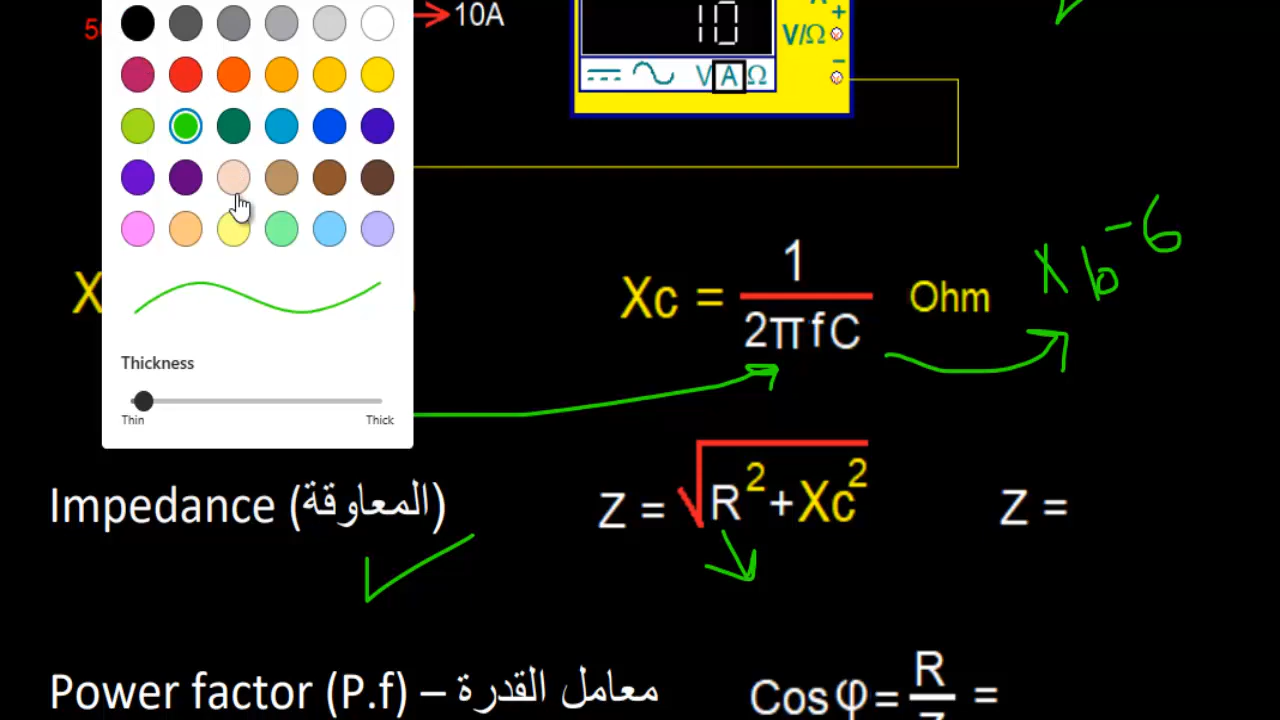 10A
10
V/Ω
+
−
V A Ω
X
Xc = 1 / 2πfC Ohm
X 10⁻⁶
Thickness
Thin Thick
Impedance (المعاوقة) Z = √R² + Xc² Z =
Power factor (P.f) – معامل القدرة Cosφ = R / Z =